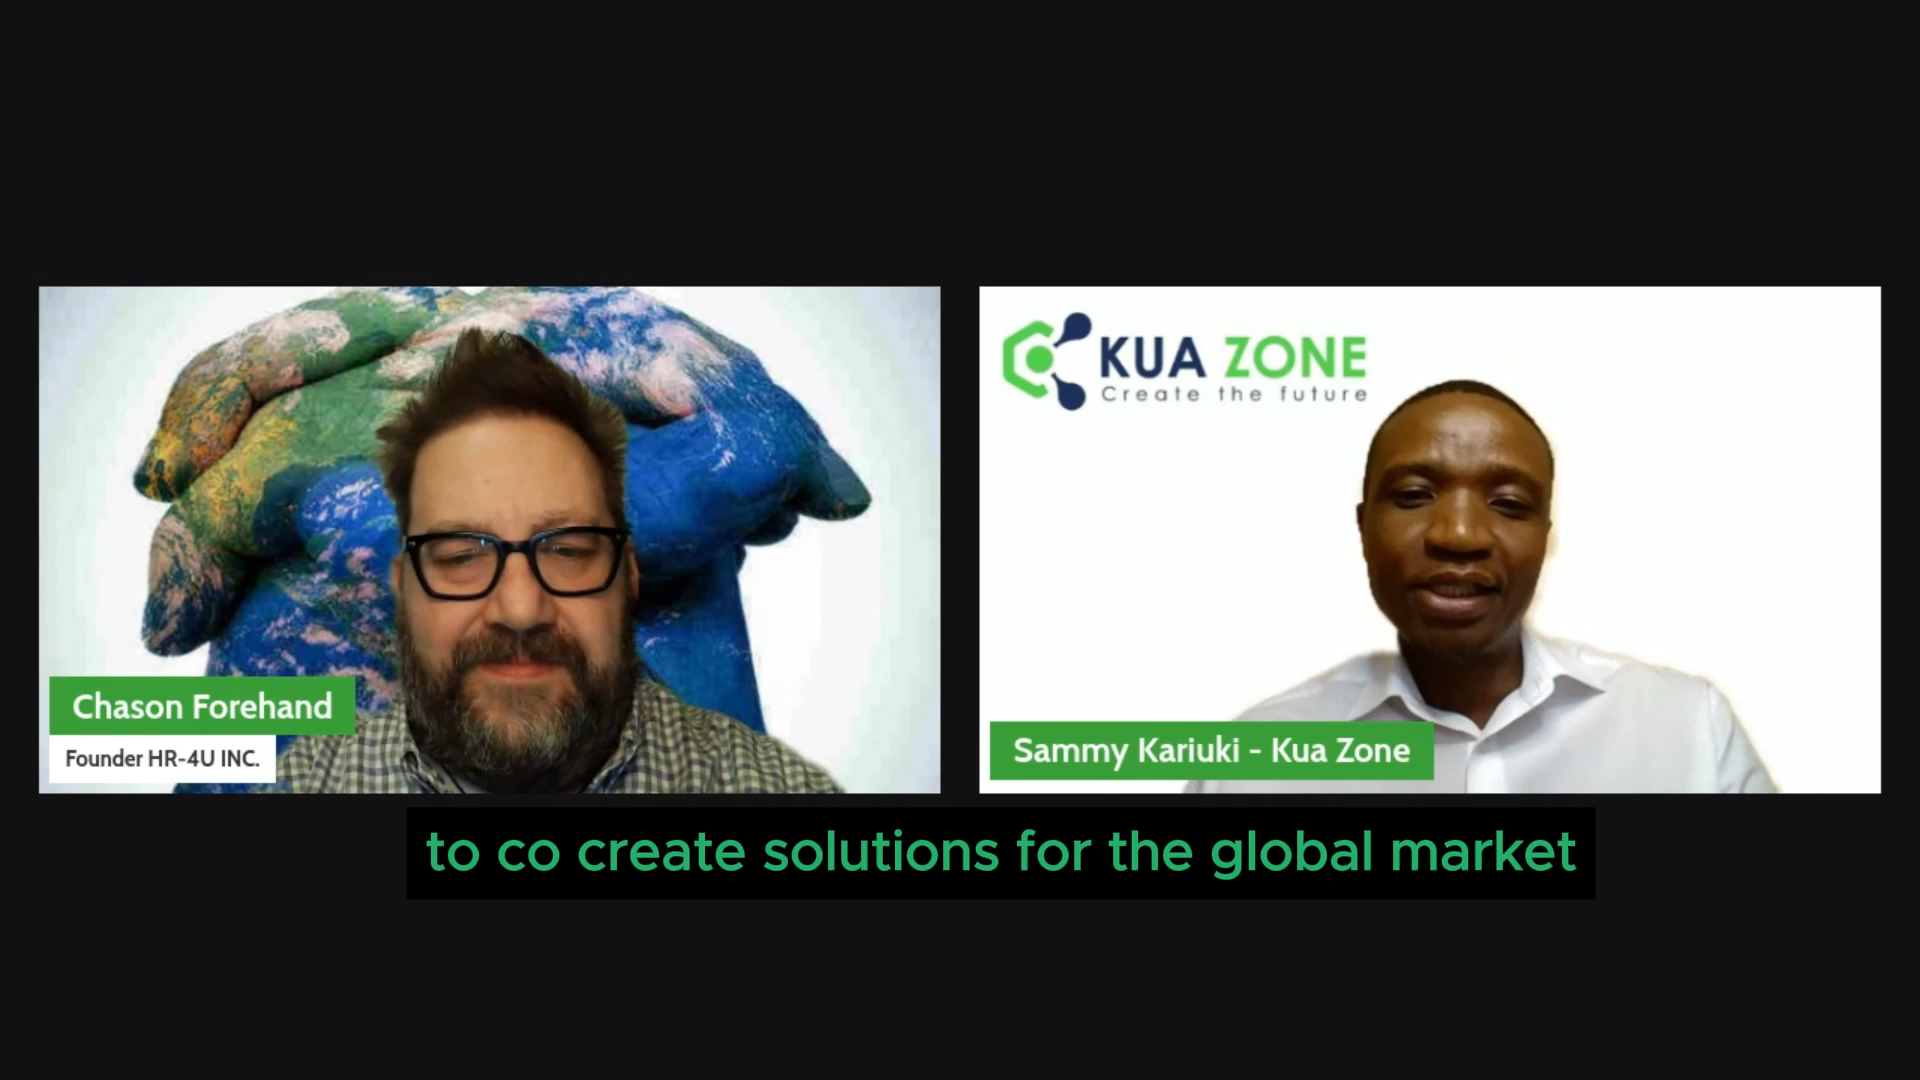 Chason Forehand
Founder HR-4U INC.
KUA ZONE
Create the future
Sammy Kariuki - Kua Zone
to co create solutions for the global market